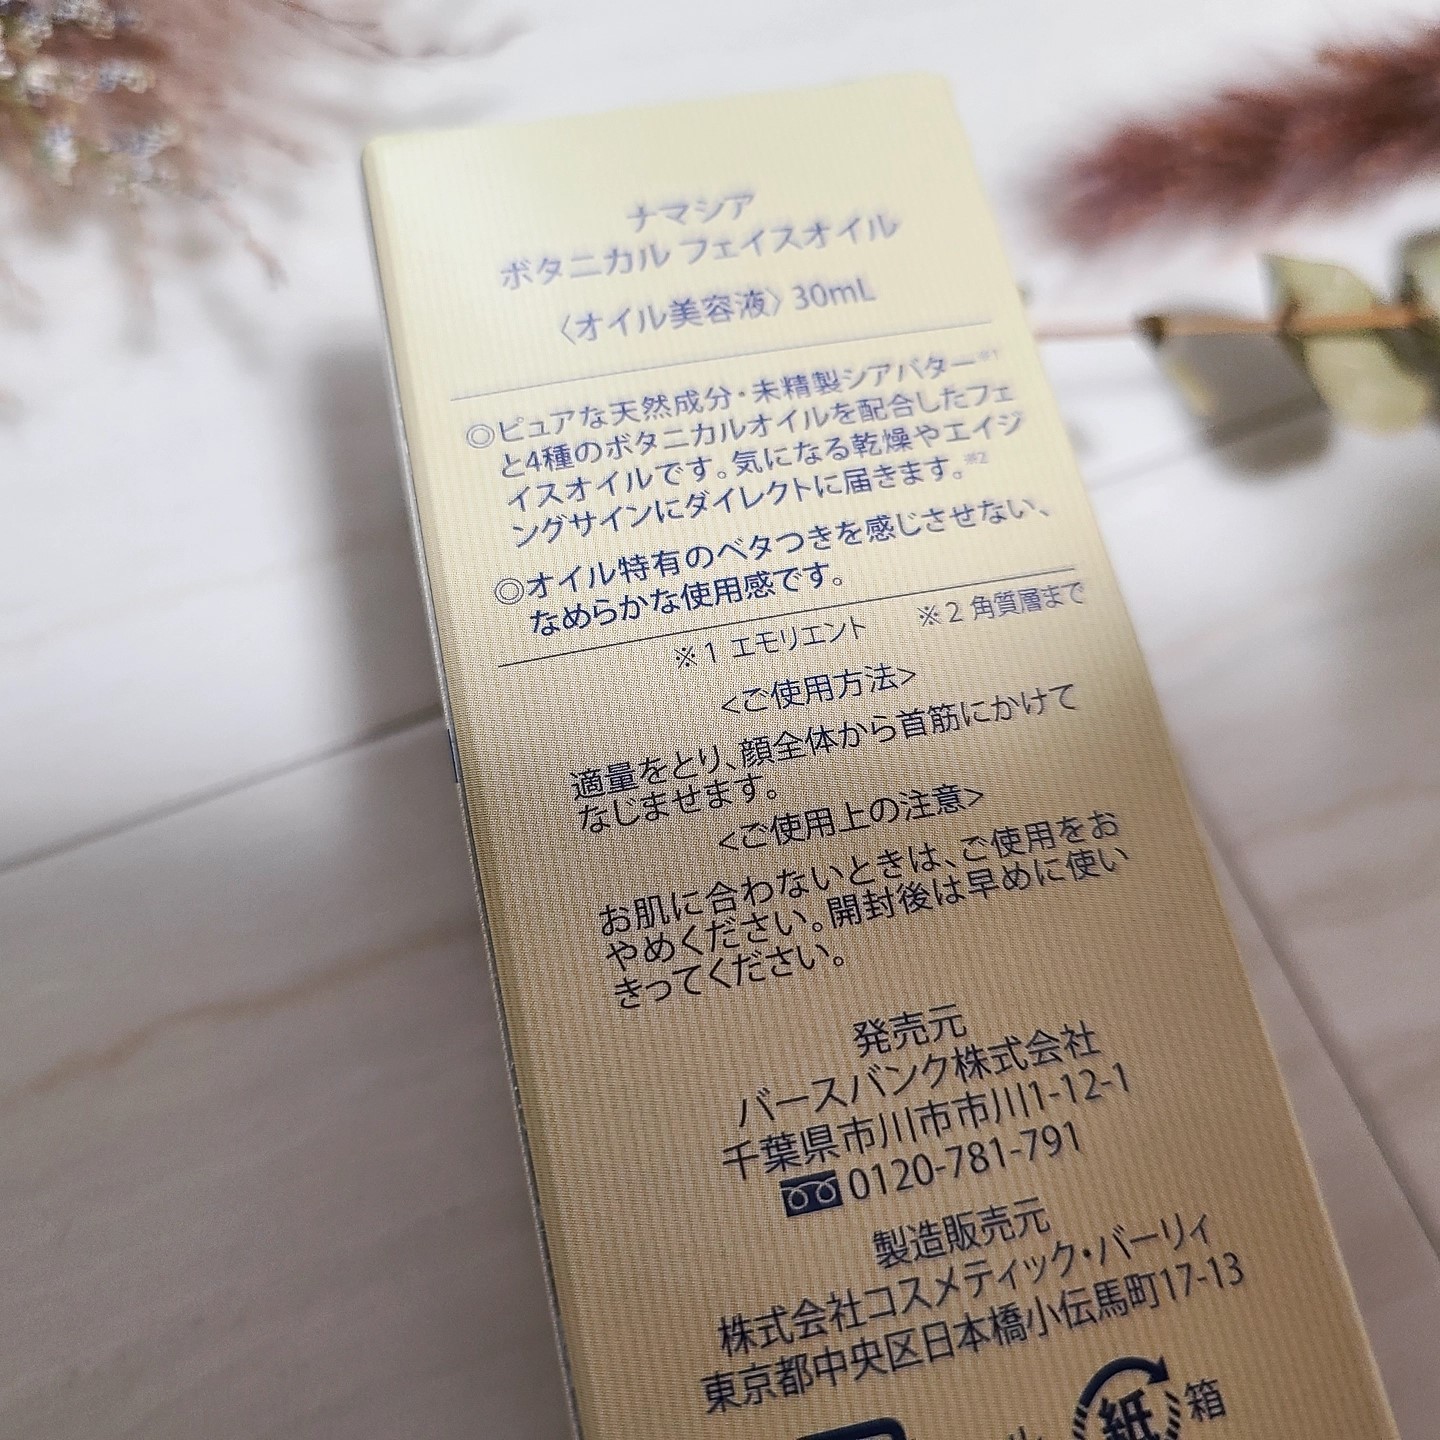 ナマシア
ボタニカル フェイスオイル
〈オイル美容液〉30mL
◎ピュアな天然成分・未精製シアバター※1
と4種のボタニカルオイルを配合したフェ
イスオイルです。気になる乾燥やエイジ
ングサインにダイレクトに届きます。※2
◎オイル特有のベタつきを感じさせない、
なめらかな使用感です。
※1 エモリエント ※2 角質層まで
<ご使用方法>
適量をとり、顔全体から首筋にかけて
なじませます。
<ご使用上の注意>
お肌に合わないときは、ご使用をお
やめください。開封後は早めに使い
きってください。
発売元
バースバンク株式会社
千葉県市川市市川1-12-1
0120-781-791
製造販売元
株式会社コスメティック・バーリィ
東京都中央区日本橋小伝馬町17-13
紙 箱